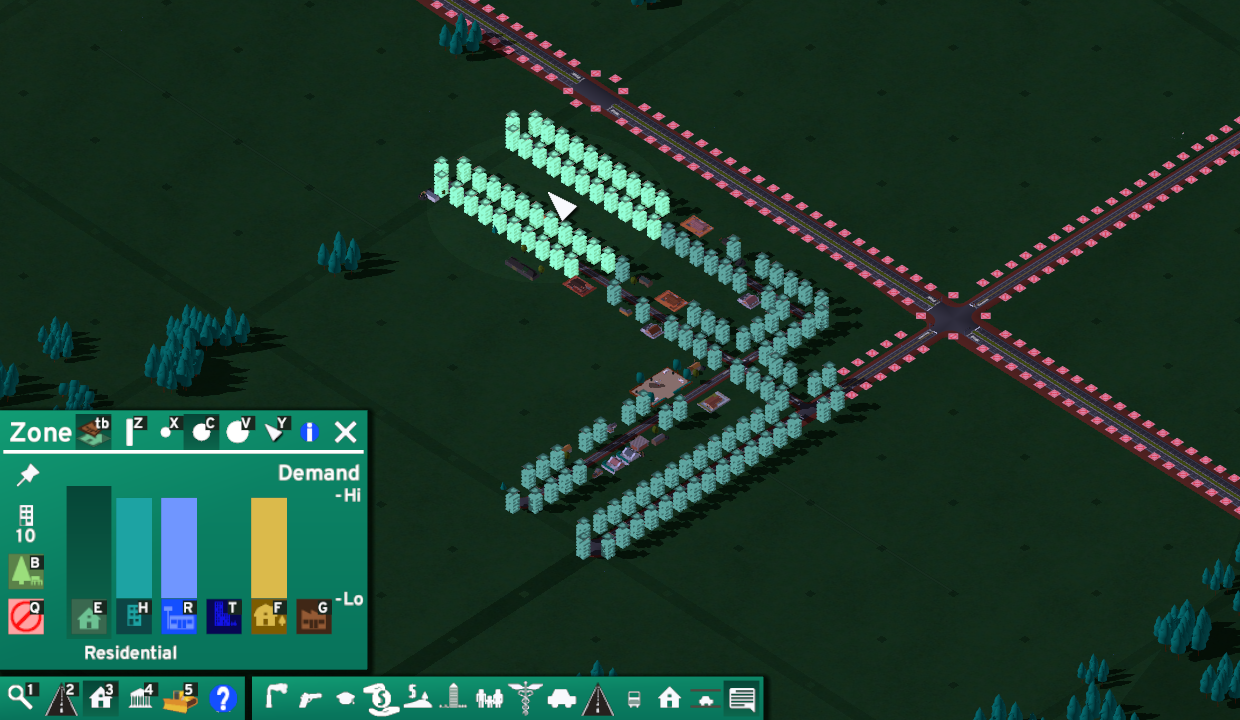 Zone tb Z X C V Y i
Demand
-Hi
10
B
-Lo
Q E H R T F G
Residential
1 2 3 4 5 ?